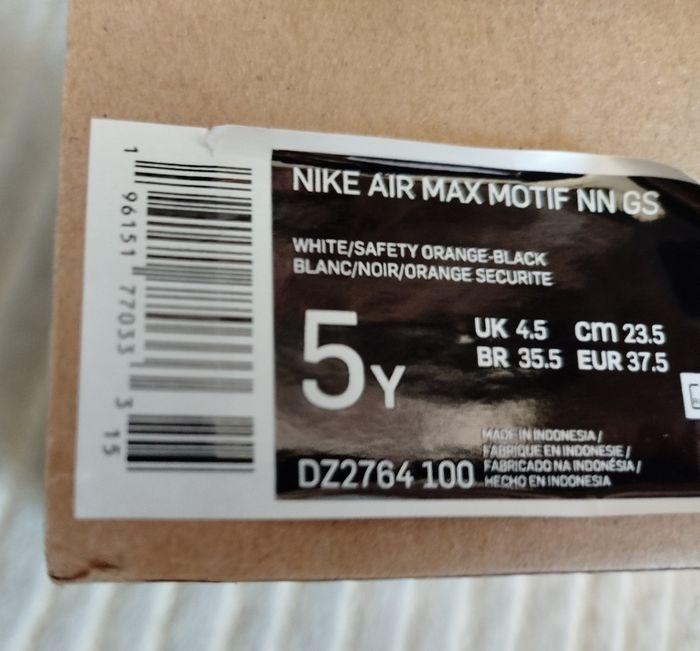 NIKE AIR MAX MOTIF NN GS
WHITE/SAFETY ORANGE-BLACK
BLANC/NOIR/ORANGE SECURITE
5Y
UK 4.5 cm 23.5
BR 35.5 EUR 37.5
DZ2764 100
MADE IN INDONESIA /
FABRIQUE EN INDONESIE /
FABRICADO NA INDONÉSIA /
HECHO EN INDONESIA
1 96151 77033 3 15